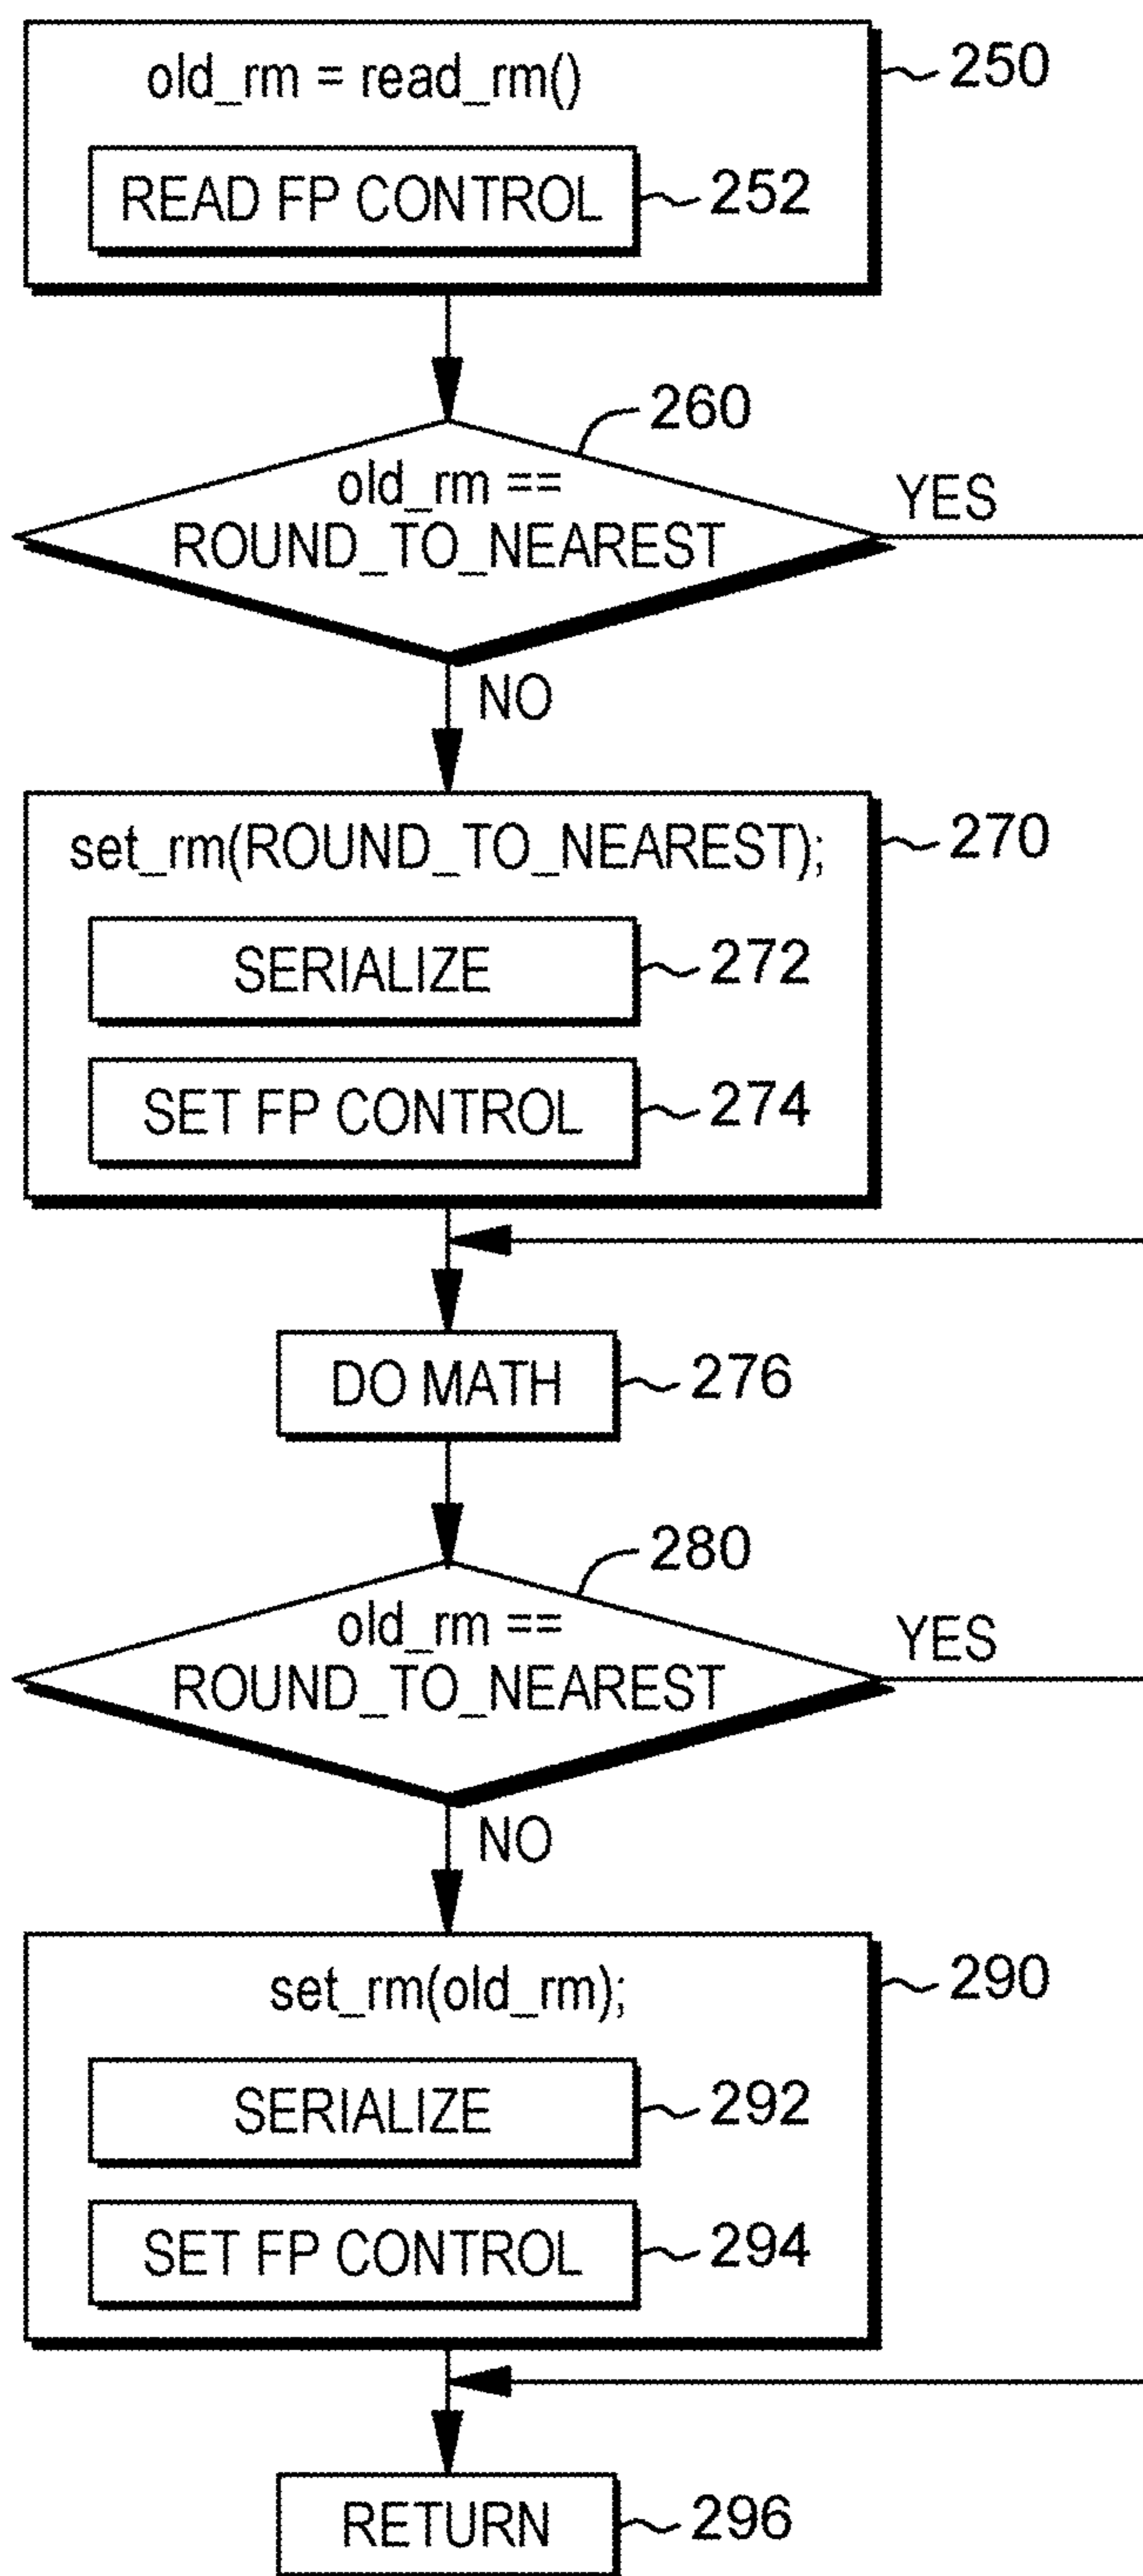 old_rm = read_rm()
250
READ FP CONTROL
252
260
old_rm ==
ROUND_TO_NEAREST
YES
NO
set_rm(ROUND_TO_NEAREST);
270
SERIALIZE
272
SET FP CONTROL
274
DO MATH
276
280
old_rm ==
ROUND_TO_NEAREST
YES
NO
set_rm(old_rm);
290
SERIALIZE
292
SET FP CONTROL
294
RETURN
296